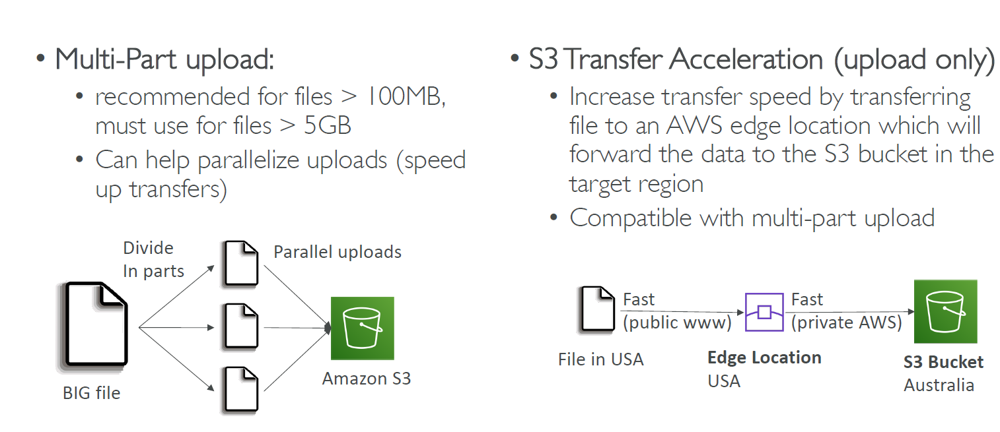 • Multi-Part upload:
• recommended for files > 100MB,
must use for files > 5GB
• Can help parallelize uploads (speed
up transfers)
Divide
In parts
Parallel uploads
BIG file
Amazon S3
• S3 Transfer Acceleration (upload only)
• Increase transfer speed by transferring
file to an AWS edge location which will
forward the data to the S3 bucket in the
target region
• Compatible with multi-part upload
Fast
(public www)
Fast
(private AWS)
File in USA
Edge Location
USA
S3 Bucket
Australia